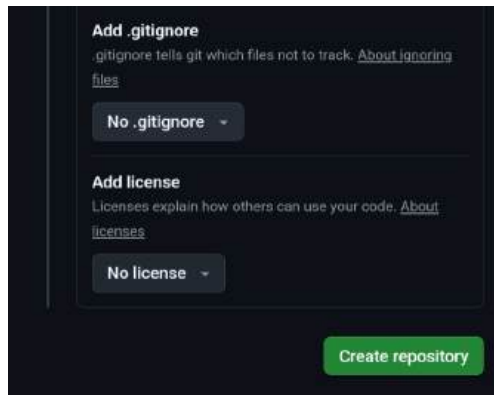 Add .gitignore
.gitignore tells git which files not to track. About ignoring
files
No .gitignore
Add license
Licenses explain how others can use your code. About
licenses
No license
Create repository